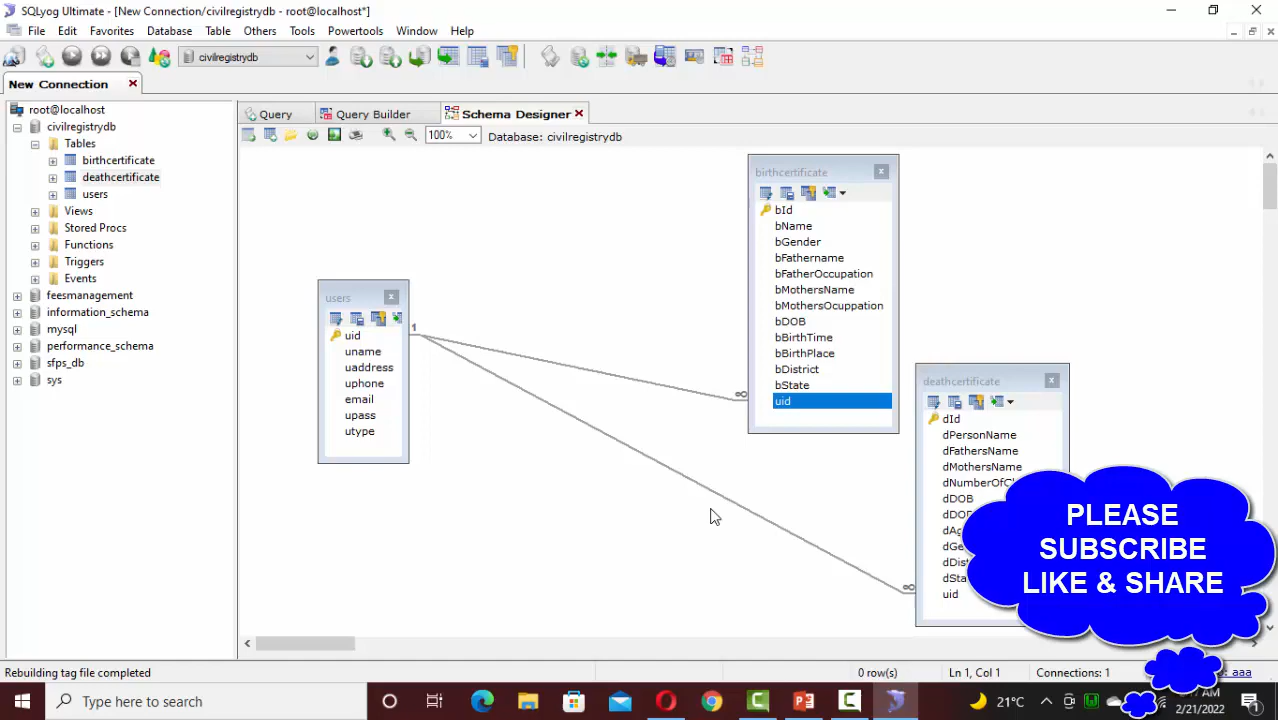 SQLyog Ultimate - [New Connection/civilregistrydb - root@localhost*]
File Edit Favorites Database Table Others Tools Powertools Window Help
civilregistrydb
New Connection
root@localhost
civilregistrydb
Tables
birthcertificate
deathcertificate
users
Views
Stored Procs
Functions
Triggers
Events
feesmanagement
information_schema
mysql
performance_schema
sfps_db
sys
Query Query Builder Schema Designer
100% Database: civilregistrydb
users
uid
uname
uaddress
uphone
email
upass
utype
1
∞
∞
birthcertificate
bId
bName
bGender
bFathername
bFatherOccupation
bMothersName
bMothersOcuppation
bDOB
bBirthTime
bBirthPlace
bDistrict
bState
uid
deathcertificate
dId
dPersonName
dFathersName
dMothersName
dDOB
uid
PLEASE
SUBSCRIBE
LIKE & SHARE
Rebuilding tag file completed 0 row(s) Ln 1, Col 1 Connections: 1 aaa
Type here to search
21°C
AM
2/21/2022
1